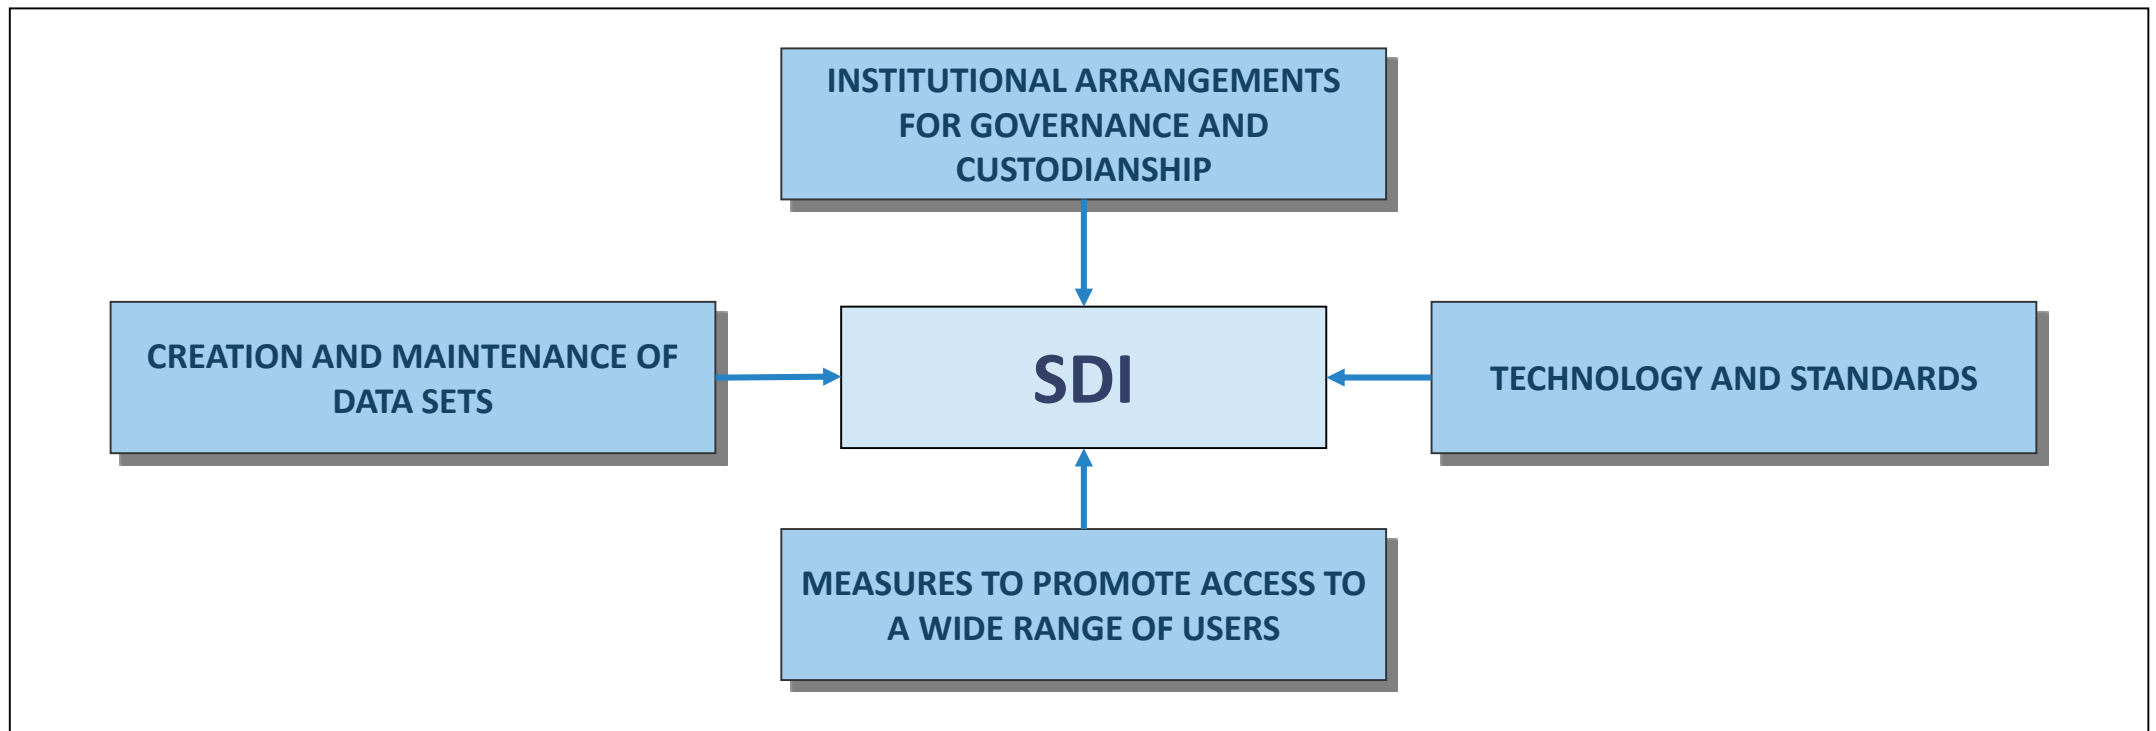 INSTITUTIONAL ARRANGEMENTS
FOR GOVERNANCE AND
CUSTODIANSHIP
CREATION AND MAINTENANCE OF
DATA SETS
SDI
TECHNOLOGY AND STANDARDS
MEASURES TO PROMOTE ACCESS TO
A WIDE RANGE OF USERS